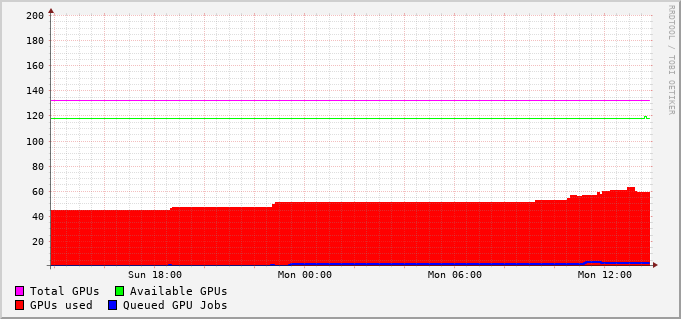 200
180
160
140
120
100
80
60
40
20
Sun 18:00 Mon 00:00 Mon 06:00 Mon 12:00
Total GPUs Available GPUs
GPUs used Queued GPU Jobs
RRDTOOL / TOBI OETIKER